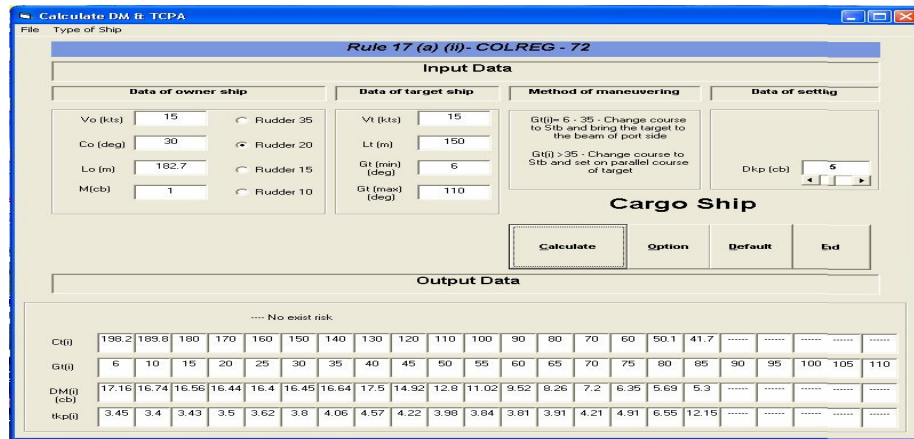 Calculate DM & TCPA
File Type of Ship
Rule 17 (a) (ii)- COLREG - 72
Input Data
Data of owner ship Data of target ship Method of maneuvering Data of settig
Vo (kts) 15 Rudder 35
Co (deg) 30 Rudder 20
Lo (m) 182.7 Rudder 15
M(cb) 1 Rudder 10
Vt (kts) 15
Lt (m) 150
Gt (min) (deg) 6
Gt (max) (deg) 110
Gt(i)= 6 - 35 - Change course
to Stb and bring the target to
the beam of port side
Gt(i) >35 - Change course to
Stb and set on parallel course
of target
Dkp (cb) 5
Cargo Ship
Calculate Option Default End
Output Data
---- No exist risk
Ct(i) 198.2 189.8 180 170 160 150 140 130 120 110 100 90 80 70 60 50.1 41.7 ----- ----- ----- ----- -----
Gt(i) 6 10 15 20 25 30 35 40 45 50 55 60 65 70 75 80 85 90 95 100 105 110
DM(i) (cb) 17.16 16.74 16.56 16.44 16.4 16.45 16.64 17.5 14.92 12.8 11.02 9.52 8.26 7.2 6.35 5.69 5.3 ----- ----- ----- ----- -----
tkp(i) 3.45 3.4 3.43 3.5 3.62 3.8 4.06 4.57 4.22 3.98 3.84 3.81 3.91 4.21 4.91 6.55 12.15 ----- ----- ----- ----- -----